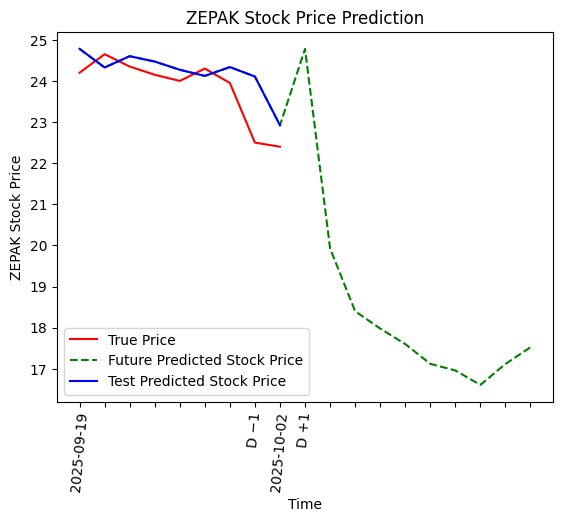 ZEPAK Stock Price Prediction
25
24
23
22
21
20
19
18
17
ZEPAK Stock Price
True Price
Future Predicted Stock Price
Test Predicted Stock Price
2025-09-19
D −1
2025-10-02
D +1
Time